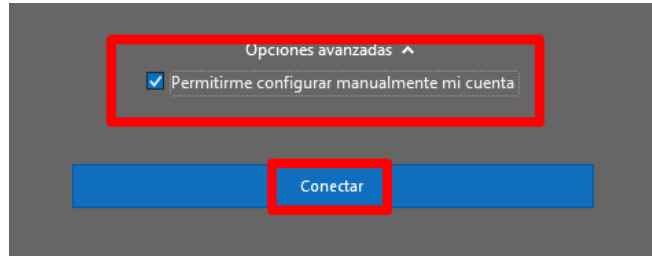 Opciones avanzadas
Permitirme configurar manualmente mi cuenta
Conectar